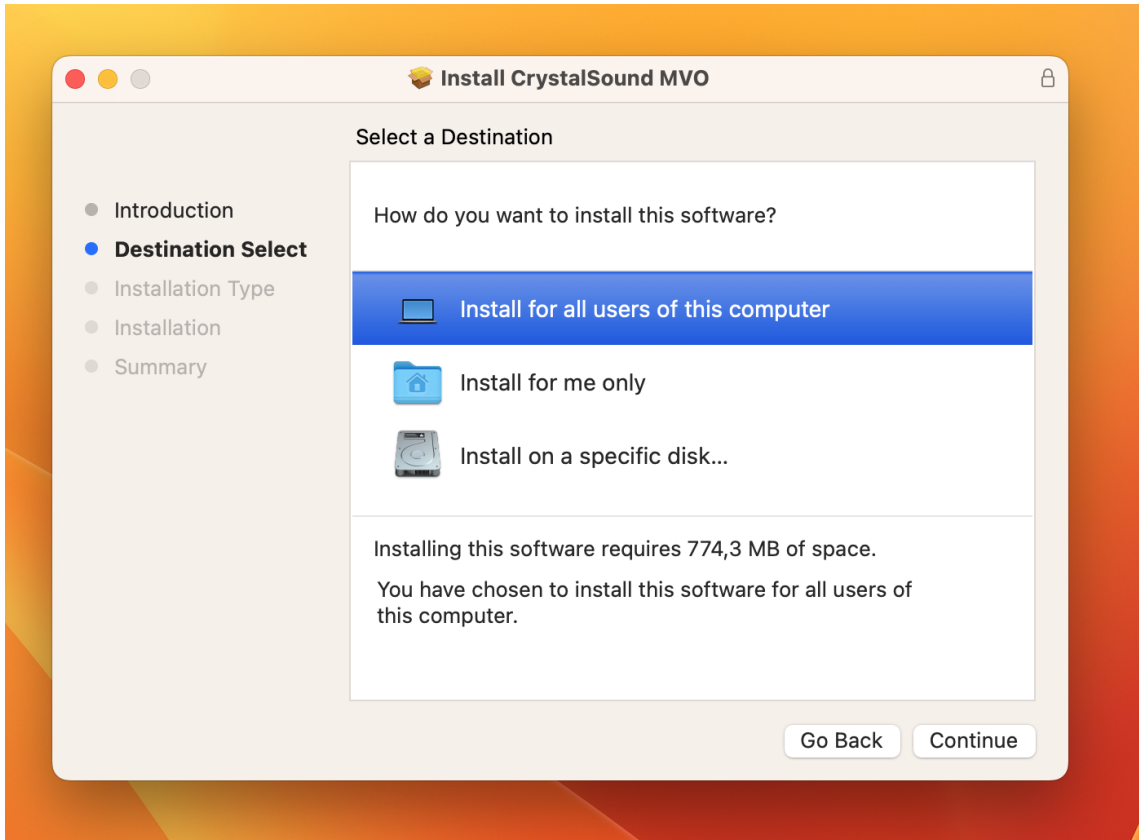 Install CrystalSound MVO
Select a Destination
Introduction
Destination Select
Installation Type
Installation
Summary
How do you want to install this software?
Install for all users of this computer
Install for me only
Install on a specific disk...
Installing this software requires 774,3 MB of space.
You have chosen to install this software for all users of
this computer.
Go Back
Continue